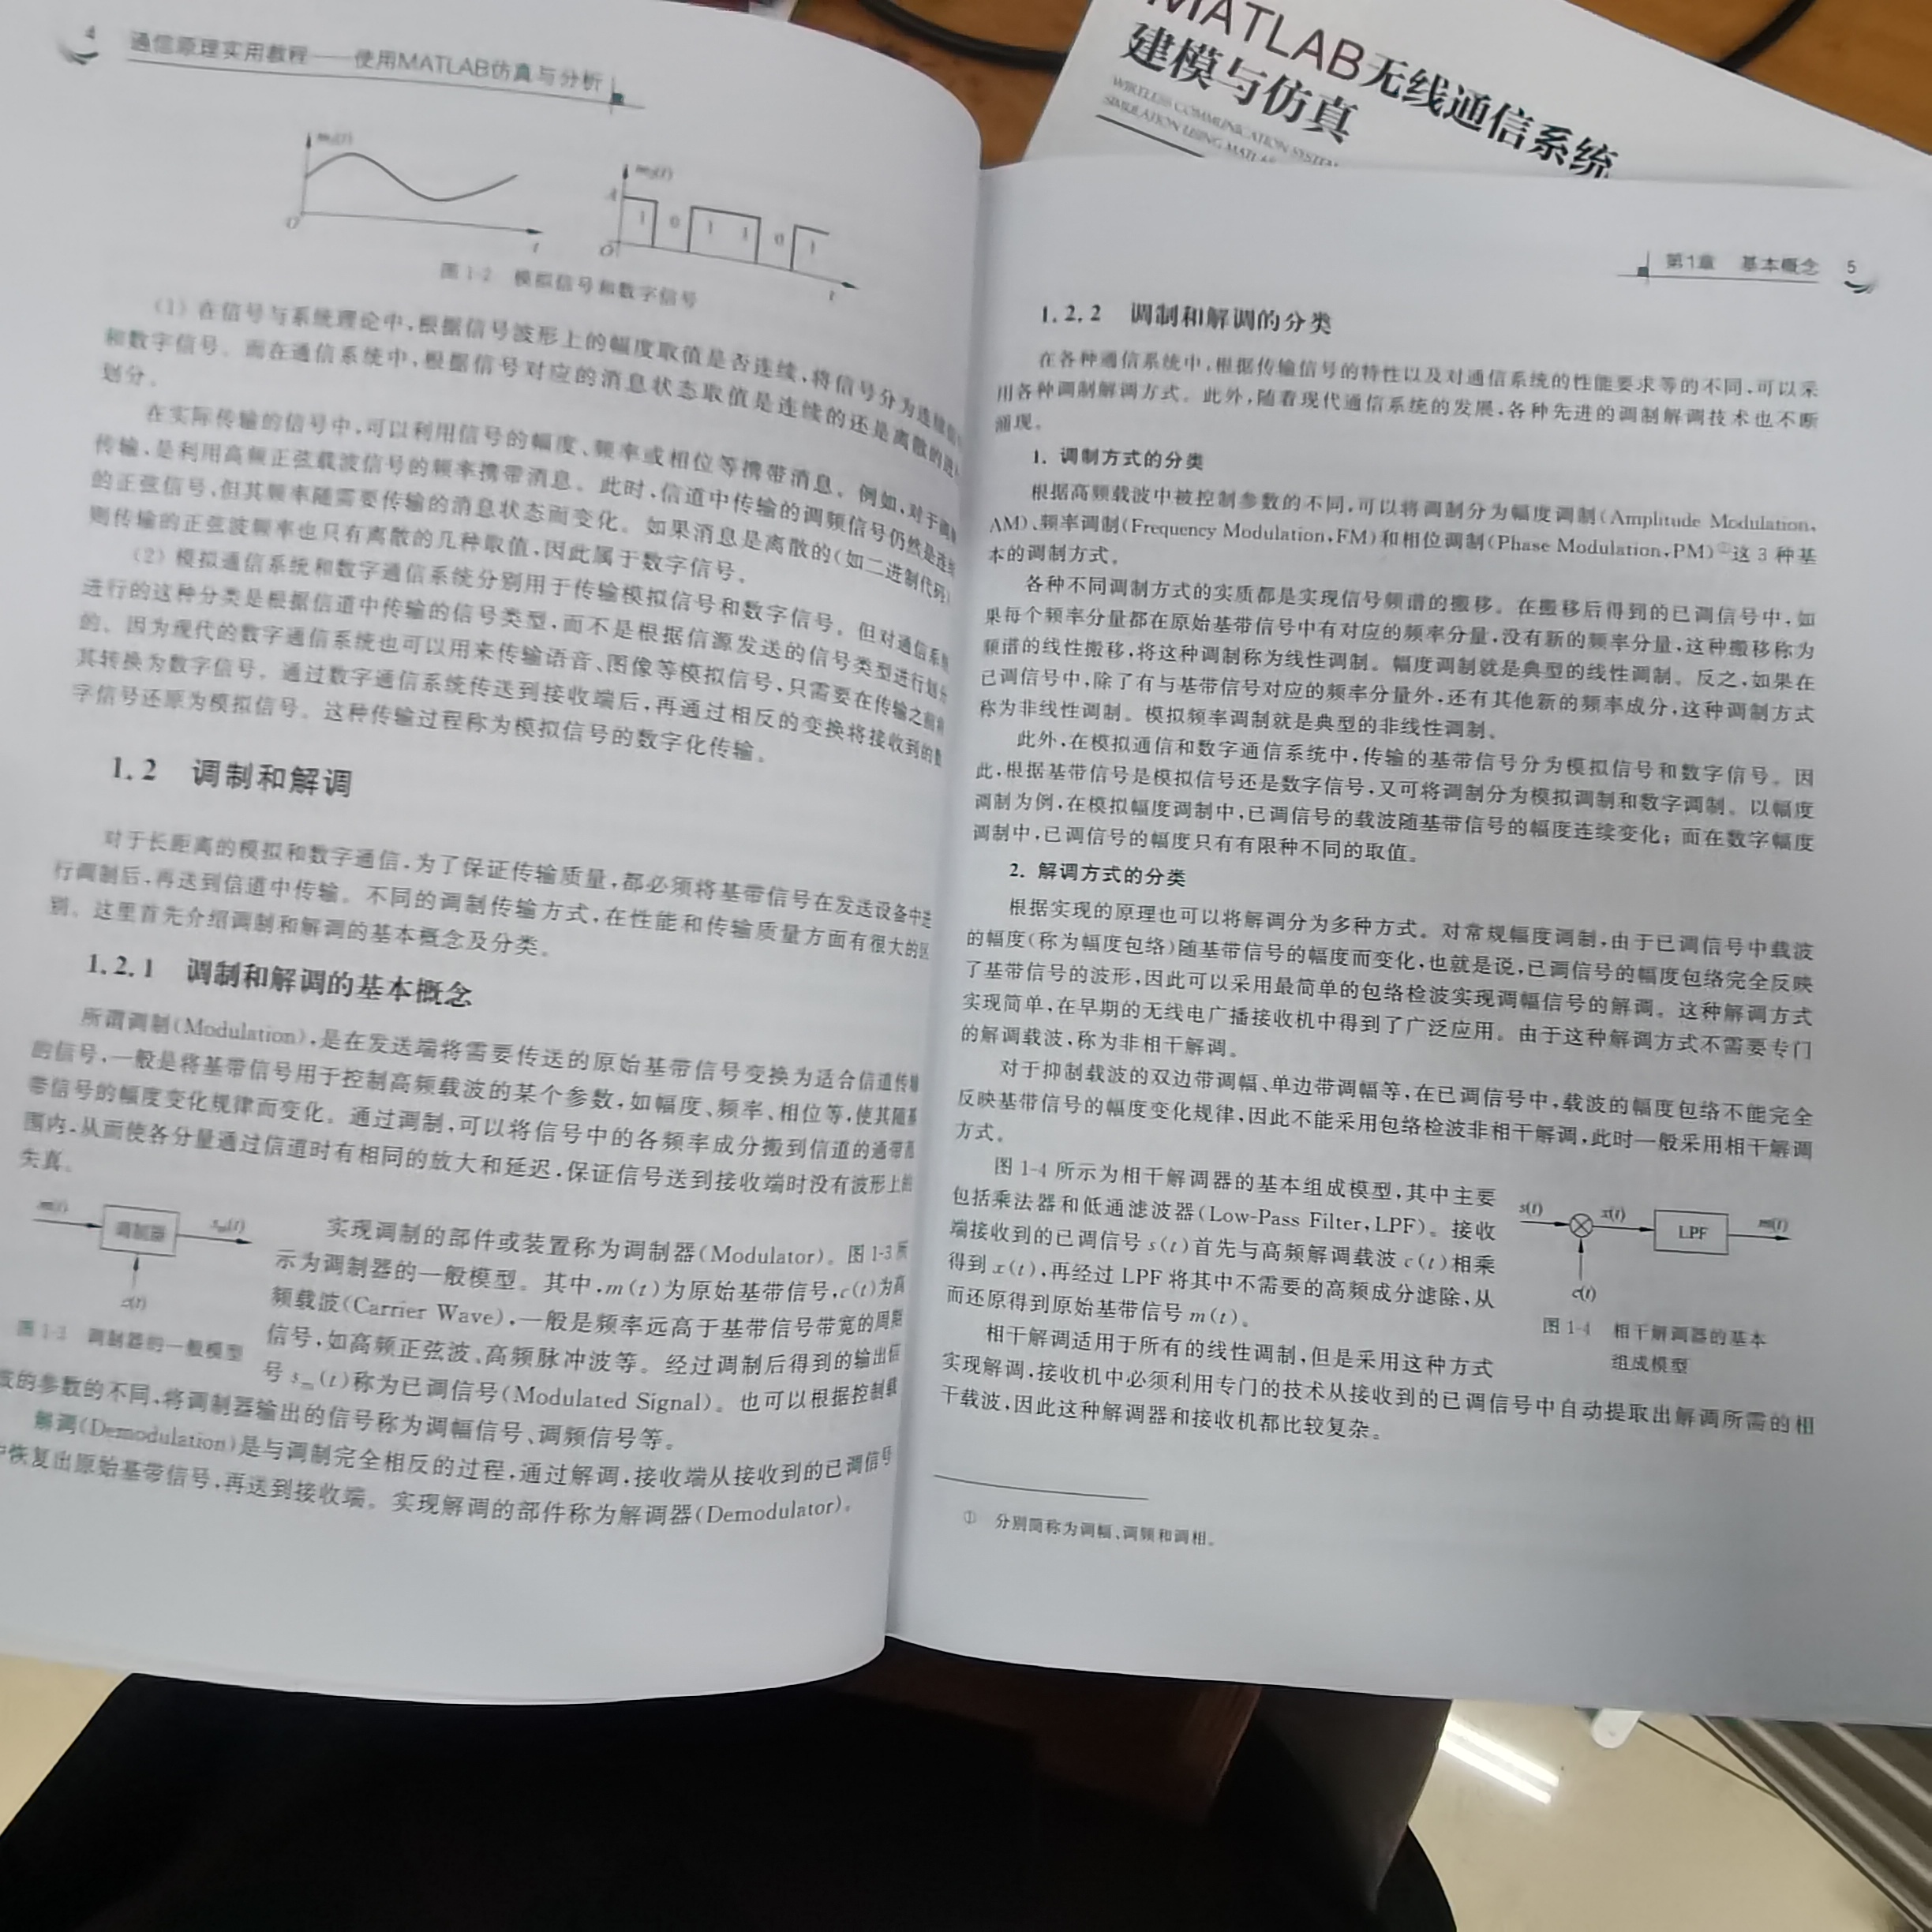 4 通信原理实用教程——使用MATLAB仿真与分析
m₁(t)
O
t
m₂(t)
A
1 0 1 1 0 1
O
t
图 1-2 模拟信号和数字信号
(1) 在信号与系统理论中,根据信号波形上的幅度取值是否连续,将信号分为连续
和数字信号。而在通信系统中,根据信号对应的消息状态取值是连续的还是离散的进
划分。
在实际传输的信号中,可以利用信号的幅度、频率或相位等携带消息。例如,对于调
传输,是利用高频正弦载波信号的频率携带消息。此时,信道中传输的调频信号仍然是连续
的正弦信号,但其频率随需要传输的消息状态而变化。如果消息是离散的(如二进制代码)
则传输的正弦波频率也只有离散的几种取值,因此属于数字信号。
(2) 模拟通信系统和数字通信系统分别用于传输模拟信号和数字信号。但对通信系统
进行的这种分类是根据信道中传输的信号类型,而不是根据信源发送的信号类型进行划分
的。因为现代的数字通信系统也可以用来传输语音、图像等模拟信号,只需要在传输之前将
其转换为数字信号。通过数字通信系统传送到接收端后,再通过相反的变换将接收到的数
字信号还原为模拟信号。这种传输过程称为模拟信号的数字化传输。
1.2 调制和解调
对于长距离的模拟和数字通信,为了保证传输质量,都必须将基带信号在发送设备中进
行调制后,再送到信道中传输。不同的调制传输方式,在性能和传输质量方面有很大的区
别。这里首先介绍调制和解调的基本概念及分类。
1.2.1 调制和解调的基本概念
所谓调制(Modulation),是在发送端将需要传送的原始基带信号变换为适合信道传输
的信号,一般是将基带信号用于控制高频载波的某个参数,如幅度、频率、相位等,使其随基
带信号的幅度变化规律而变化。通过调制,可以将信号中的各频率成分搬到信道的通带范
围内,从而使各分量通过信道时有相同的放大和延迟,保证信号送到接收端时没有波形上的
失真。
m(t)
调制器
sₘ(t)
c(t)
图 1-3 调制器的一般模型
实现调制的部件或装置称为调制器(Modulator)。图 1-3 所
示为调制器的一般模型。其中,m(t)为原始基带信号,c(t)为高
频载波(Carrier Wave),一般是频率远高于基带信号带宽的周期
信号,如高频正弦波、高频脉冲波等。经过调制后得到的输出信
号 sₘ(t)称为已调信号(Modulated Signal)。也可以根据控制载
波的参数的不同,将调制器输出的信号称为调幅信号、调频信号等。
解调(Demodulation)是与调制完全相反的过程,通过解调,接收端从接收到的已调信号
中恢复出原始基带信号,再送到接收端。实现解调的部件称为解调器(Demodulator)。
MATLAB无线通信系统
建模与仿真
WIRELESS COMMUNICATION SYSTEM
SIMULATION USING MATLAB
第1章 基本概念 5
1.2.2 调制和解调的分类
在各种通信系统中,根据传输信号的特性以及对通信系统的性能要求等的不同,可以采
用各种调制解调方式。此外,随着现代通信系统的发展,各种先进的调制解调技术也不断
涌现。
1. 调制方式的分类
根据高频载波中被控制参数的不同,可以将调制分为幅度调制(Amplitude Modulation,
AM)、频率调制(Frequency Modulation,FM)和相位调制(Phase Modulation,PM)①这 3 种基
本的调制方式。
各种不同调制方式的实质都是实现信号频谱的搬移。在搬移后得到的已调信号中,如
果每个频率分量都在原始基带信号中有对应的频率分量,没有新的频率分量,这种搬移称为
频谱的线性搬移,将这种调制称为线性调制。幅度调制就是典型的线性调制。反之,如果在
已调信号中,除了有与基带信号对应的频率分量外,还有其他新的频率成分,这种调制方式
称为非线性调制。模拟频率调制就是典型的非线性调制。
此外,在模拟通信和数字通信系统中,传输的基带信号分为模拟信号和数字信号。因
此,根据基带信号是模拟信号还是数字信号,又可将调制分为模拟调制和数字调制。以幅度
调制为例,在模拟幅度调制中,已调信号的载波随基带信号的幅度连续变化；而在数字幅度
调制中,已调信号的幅度只有有限种不同的取值。
2. 解调方式的分类
根据实现的原理也可以将解调分为多种方式。对常规幅度调制,由于已调信号中载波
的幅度(称为幅度包络)随基带信号的幅度而变化,也就是说,已调信号的幅度包络完全反映
了基带信号的波形,因此可以采用最简单的包络检波实现调幅信号的解调。这种解调方式
实现简单,在早期的无线电广播接收机中得到了广泛应用。由于这种解调方式不需要专门
的解调载波,称为非相干解调。
对于抑制载波的双边带调幅、单边带调幅等,在已调信号中,载波的幅度包络不能完全
反映基带信号的幅度变化规律,因此不能采用包络检波非相干解调,此时一般采用相干解调
方式。
图 1-4 所示为相干解调器的基本组成模型,其中主要
包括乘法器和低通滤波器(Low-Pass Filter,LPF)。接收
端接收到的已调信号 s(t)首先与高频解调载波 c(t)相乘
得到 x(t),再经过 LPF 将其中不需要的高频成分滤除,从
而还原得到原始基带信号 m(t)。
s(t)
x(t)
LPF
m(t)
c(t)
图 1-4 相干解调器的基本
组成模型
相干解调适用于所有的线性调制,但是采用这种方式
实现解调,接收机中必须利用专门的技术从接收到的已调信号中自动提取出解调所需的相
干载波,因此这种解调器和接收机都比较复杂。
① 分别简称为调幅、调频和调相。